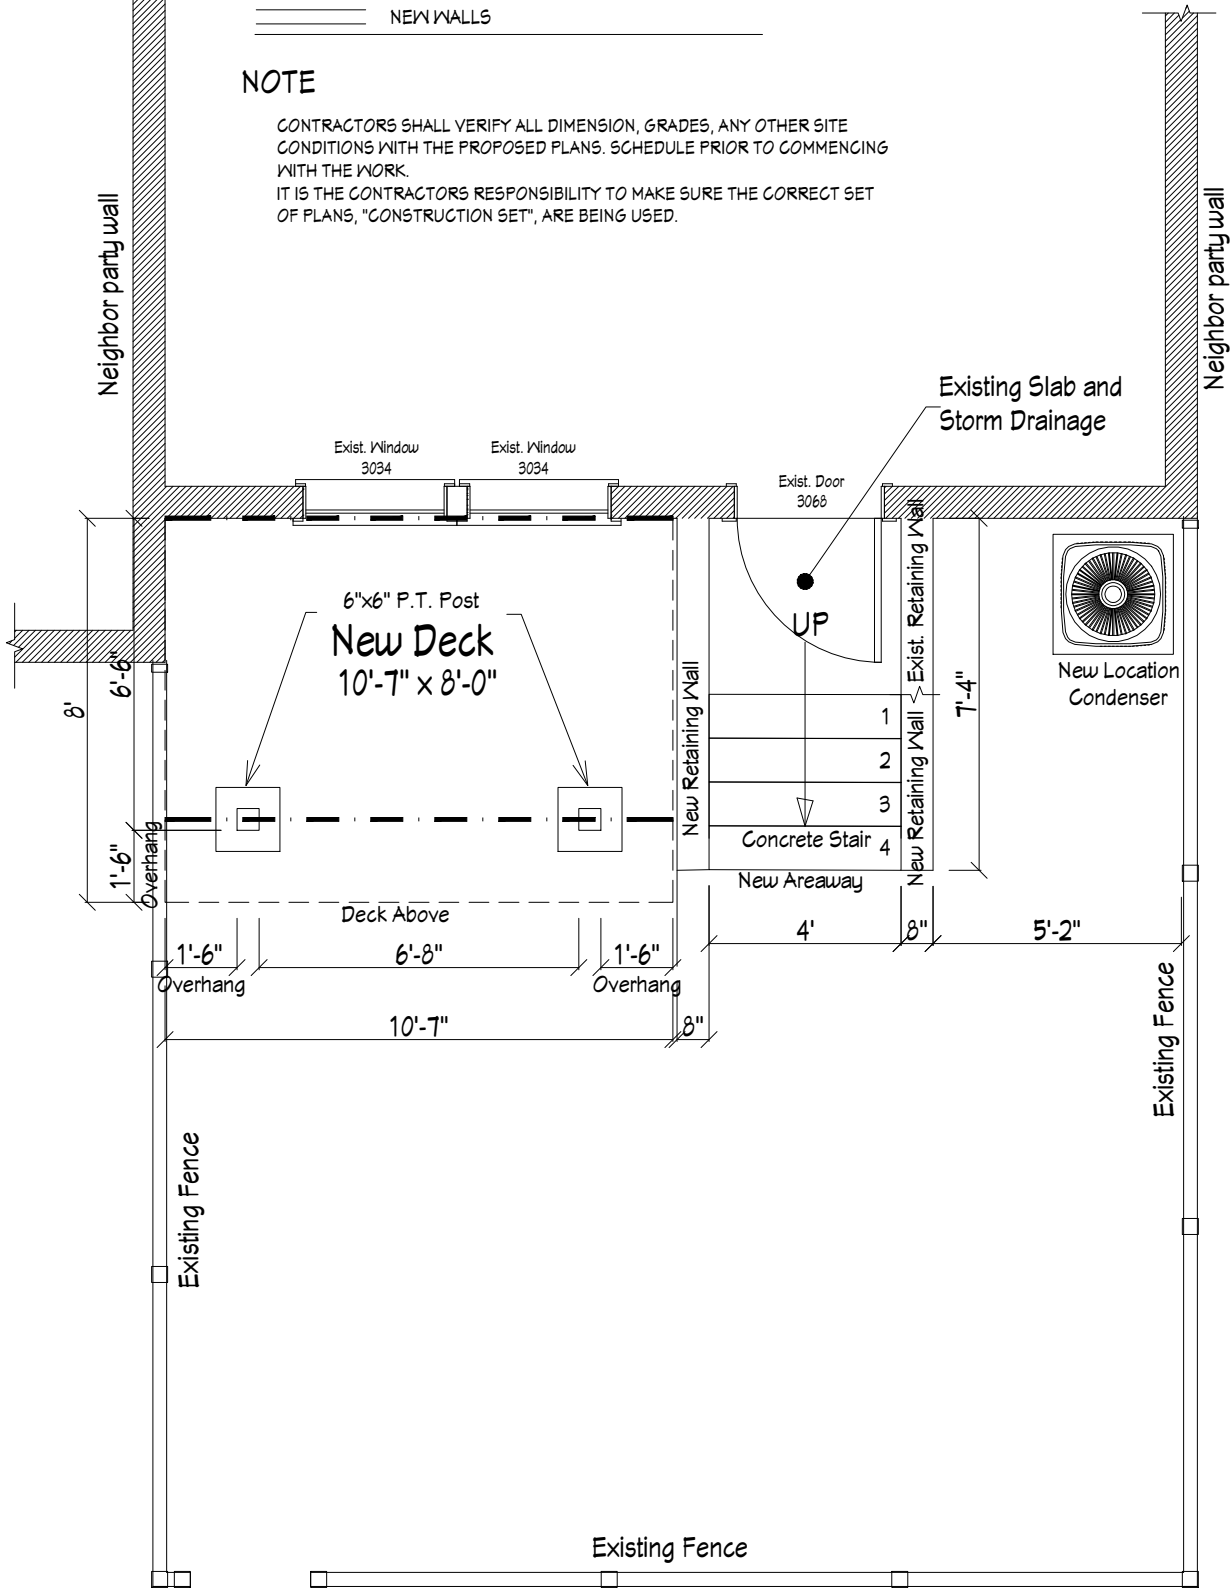 NEW WALLS
NOTE
CONTRACTORS SHALL VERIFY ALL DIMENSION, GRADES, ANY OTHER SITE
CONDITIONS WITH THE PROPOSED PLANS. SCHEDULE PRIOR TO COMMENCING
WITH THE WORK.
IT IS THE CONTRACTORS RESPONSIBILITY TO MAKE SURE THE CORRECT SET
OF PLANS, "CONSTRUCTION SET", ARE BEING USED.
Neighbor party wall
Neighbor party wall
Existing Slab and
Storm Drainage
Exist. Window
3034
Exist. Window
3034
Exist. Door
3068
6"x6" P.T. Post
New Deck
10'-7" x 8'-0"
UP
Exist. Retaining Wall
New Location
Condenser
8'
6'-6"
1'-6"
Overhang
New Retaining Wall
New Retaining Wall
7'-4"
1
2
3
4
Concrete Stair
New Areaway
Deck Above
1'-6"
Overhang
6'-8"
1'-6"
Overhang
4'
8"
5'-2"
10'-7"
8"
Existing Fence
Existing Fence
Existing Fence